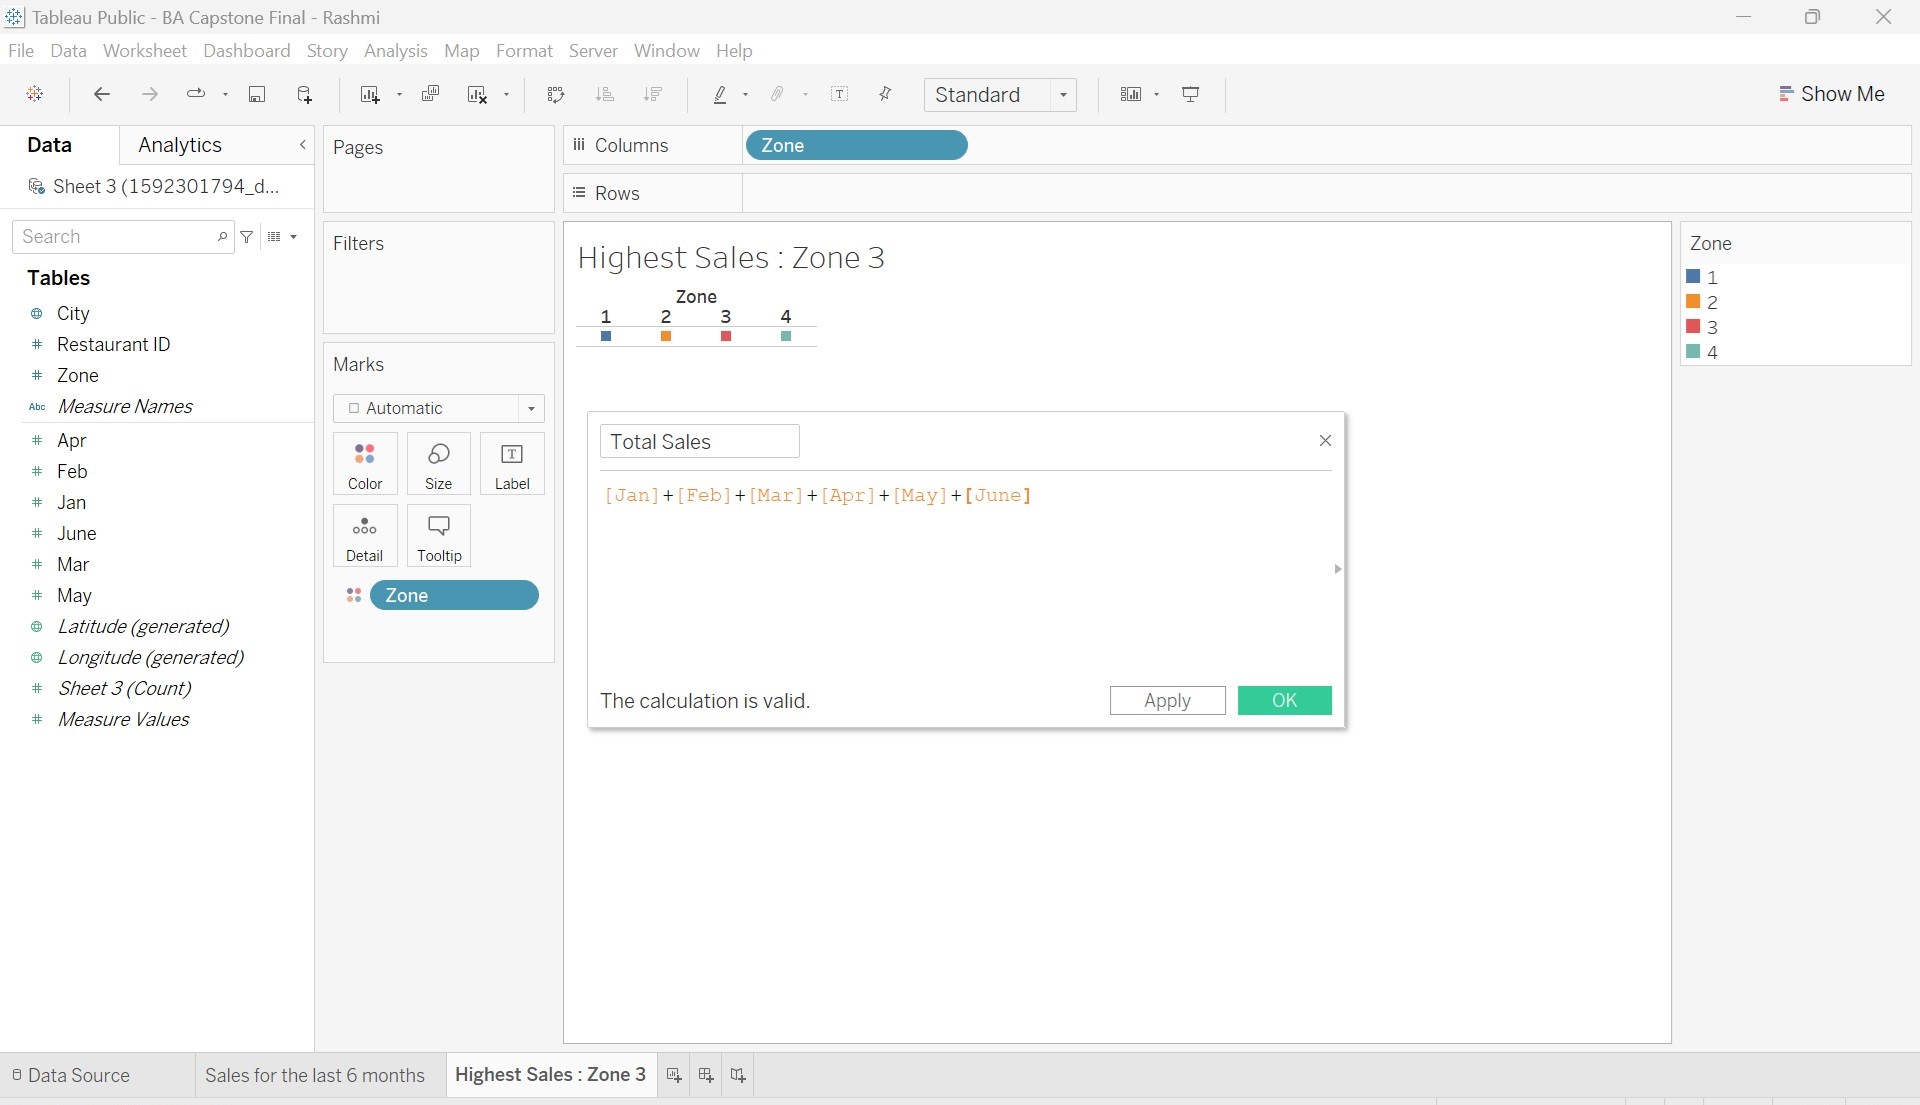 Tableau Public - BA Capstone Final - Rashmi
File Data Worksheet Dashboard Story Analysis Map Format Server Window Help
Standard
Show Me
Data
Analytics
Sheet 3 (1592301794_d...
Search
Tables
City
Restaurant ID
Zone
Abc Measure Names
Apr
Feb
Jan
June
Mar
May
Latitude (generated)
Longitude (generated)
Sheet 3 (Count)
Measure Values
Pages
Filters
Marks
Automatic
Color
Size
Label
Detail
Tooltip
Zone
Columns
Zone
Rows
Highest Sales : Zone 3
Zone
1 2 3 4
Total Sales
[Jan]+[Feb]+[Mar]+[Apr]+[May]+[June]
The calculation is valid.
Apply
OK
Zone
1
2
3
4
Data Source
Sales for the last 6 months
Highest Sales : Zone 3